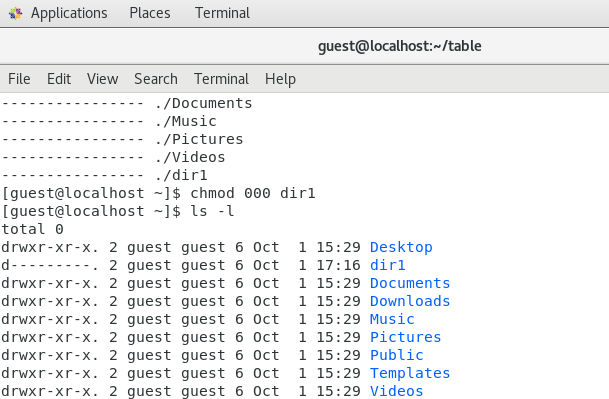 Applications Places Terminal
guest@localhost:~/table
File Edit View Search Terminal Help
---------------- ./Documents
---------------- ./Music
---------------- ./Pictures
---------------- ./Videos
---------------- ./dir1
[guest@localhost ~]$ chmod 000 dir1
[guest@localhost ~]$ ls -l
total 0
drwxr-xr-x. 2 guest guest 6 Oct  1 15:29 Desktop
d---------. 2 guest guest 6 Oct  1 17:16 dir1
drwxr-xr-x. 2 guest guest 6 Oct  1 15:29 Documents
drwxr-xr-x. 2 guest guest 6 Oct  1 15:29 Downloads
drwxr-xr-x. 2 guest guest 6 Oct  1 15:29 Music
drwxr-xr-x. 2 guest guest 6 Oct  1 15:29 Pictures
drwxr-xr-x. 2 guest guest 6 Oct  1 15:29 Public
drwxr-xr-x. 2 guest guest 6 Oct  1 15:29 Templates
drwxr-xr-x. 2 guest guest 6 Oct  1 15:29 Videos